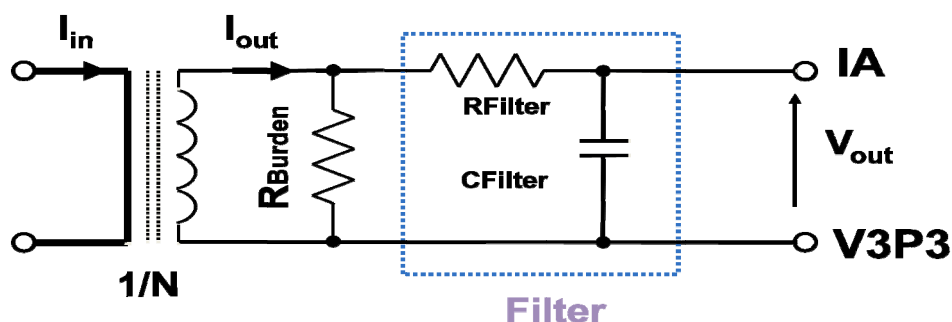 Iin
Iout
IA
RFilter
RBurden
CFilter
Vout
V3P3
1/N
Filter